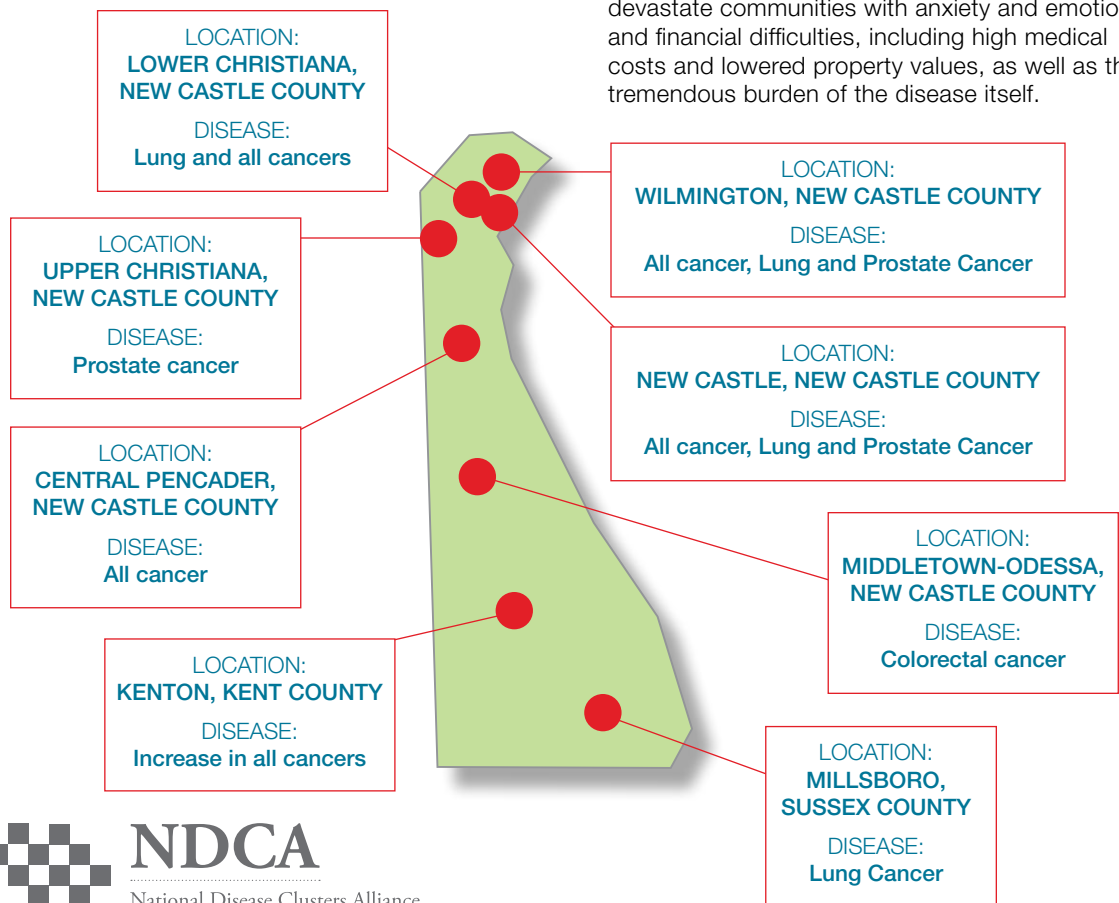 devastate communities with anxiety and
and financial difficulties, including high medical
costs and lowered property values, as well as
tremendous burden of the disease itself.
LOCATION:
LOWER CHRISTIANA,
NEW CASTLE COUNTY
DISEASE:
Lung and all cancers
LOCATION:
WILMINGTON, NEW CASTLE COUNTY
DISEASE:
All cancer, Lung and Prostate Cancer
LOCATION:
UPPER CHRISTIANA,
NEW CASTLE COUNTY
DISEASE:
Prostate cancer
LOCATION:
NEW CASTLE, NEW CASTLE COUNTY
DISEASE:
All cancer, Lung and Prostate Cancer
LOCATION:
CENTRAL PENCADER,
NEW CASTLE COUNTY
DISEASE:
All cancer
LOCATION:
MIDDLETOWN-ODESSA,
NEW CASTLE COUNTY
DISEASE:
Colorectal cancer
LOCATION:
KENTON, KENT COUNTY
DISEASE:
Increase in all cancers
LOCATION:
MILLSBORO,
SUSSEX COUNTY
DISEASE:
Lung Cancer
NDCA
National Disease Clusters Alliance